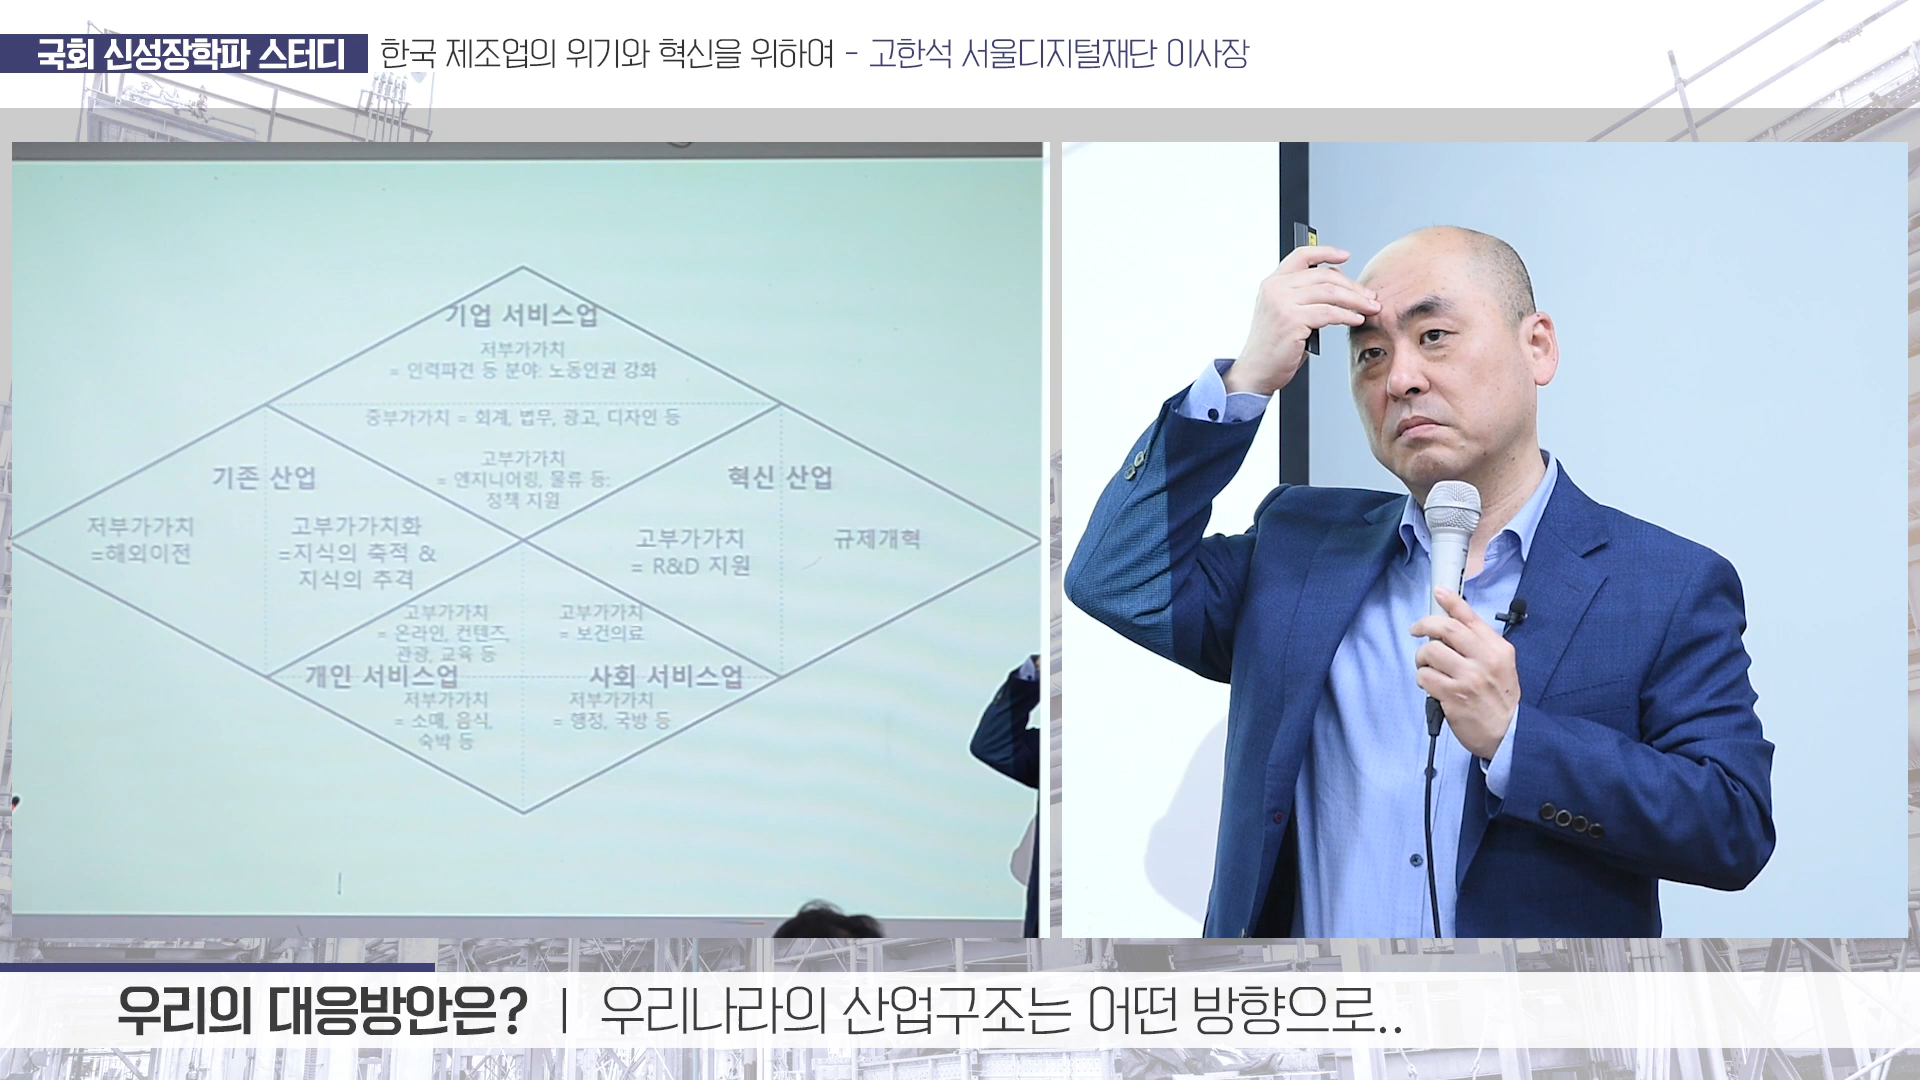 국회 신성장학파 스터디 한국 제조업의 위기와 혁신을 위하여 - 고한석 서울디지털재단 이사장
기업 서비스업
저부가가치
= 인력파견 등 분야: 노동인권 강화
중부가가치 = 회계, 법무, 광고, 디자인 등
고부가가치
= 엔지니어링, 물류 등:
정책 지원
기존 산업
저부가가치
=해외이전
고부가가치화
=지식의 축적 &
지식의 추격
혁신 산업
고부가가치
= R&D 지원
규제개혁
고부가가치
= 온라인, 컨텐츠,
관광, 교육 등
개인 서비스업
저부가가치
= 소매, 음식,
숙박 등
고부가가치
= 보건의료
사회 서비스업
저부가가치
= 행정, 국방 등
우리의 대응방안은? | 우리나라의 산업구조는 어떤 방향으로..